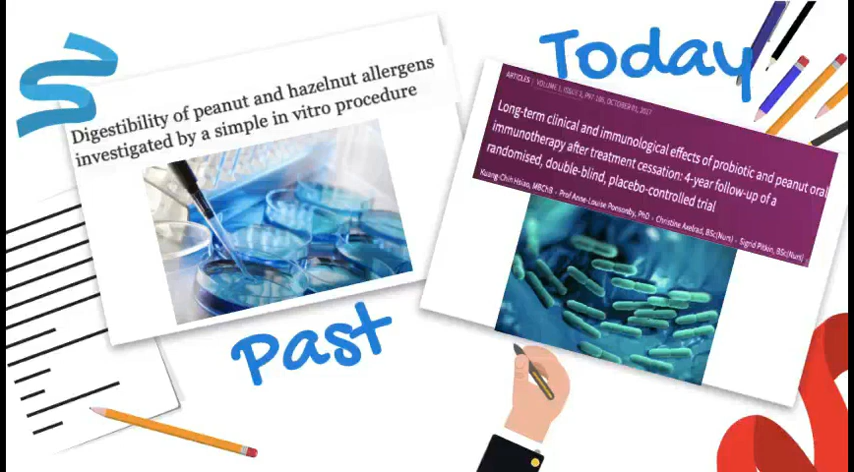 Today
Digestibility of peanut and hazelnut allergens
investigated by a simple in vitro procedure
ARTICLES | VOLUME 1, ISSUE 2, P97-105, OCTOBER 01, 2017
Long-term clinical and immunological effects of probiotic and peanut oral
immunotherapy after treatment cessation: 4-year follow-up of a
randomised, double-blind, placebo-controlled trial
Kuang-Chih Hsiao, MBChB • Prof Anne-Louise Ponsonby, PhD • Christine Axelrad, BSc(Nurs) • Sigrid Pitkin, BSc(Nurs)
Past